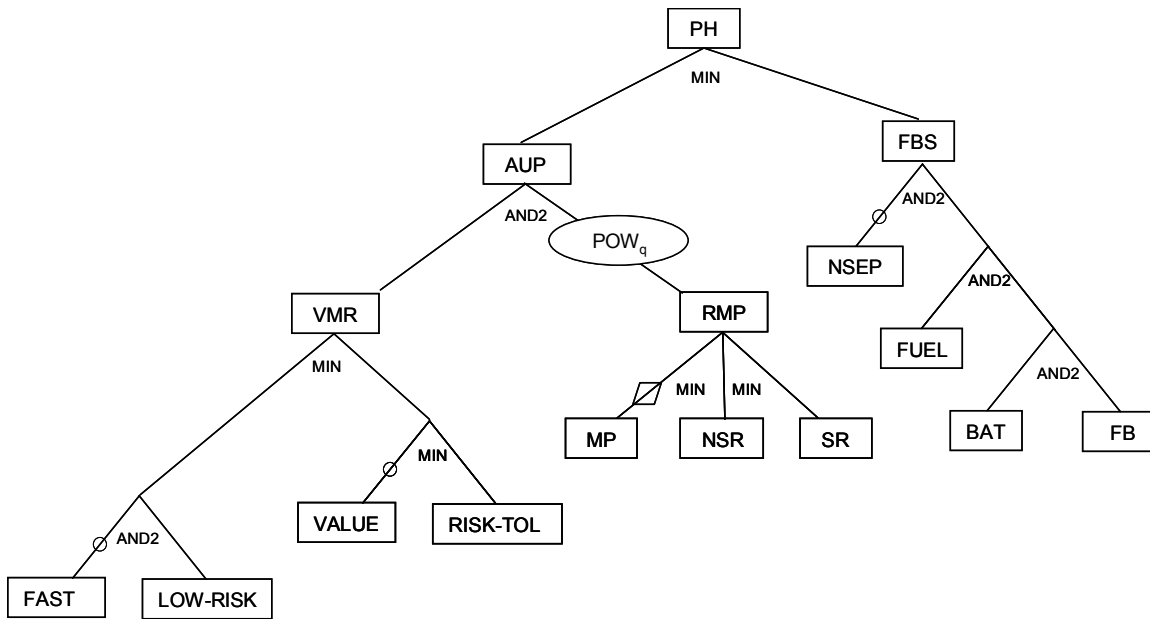 PH
MIN
FBS
AUP
AND2
AND2
POWq
NSEP
AND2
VMR
RMP
FUEL
MIN
MIN
MIN
AND2
MP
NSR
SR
BAT
FB
MIN
VALUE
RISK-TOL
AND2
FAST
LOW-RISK